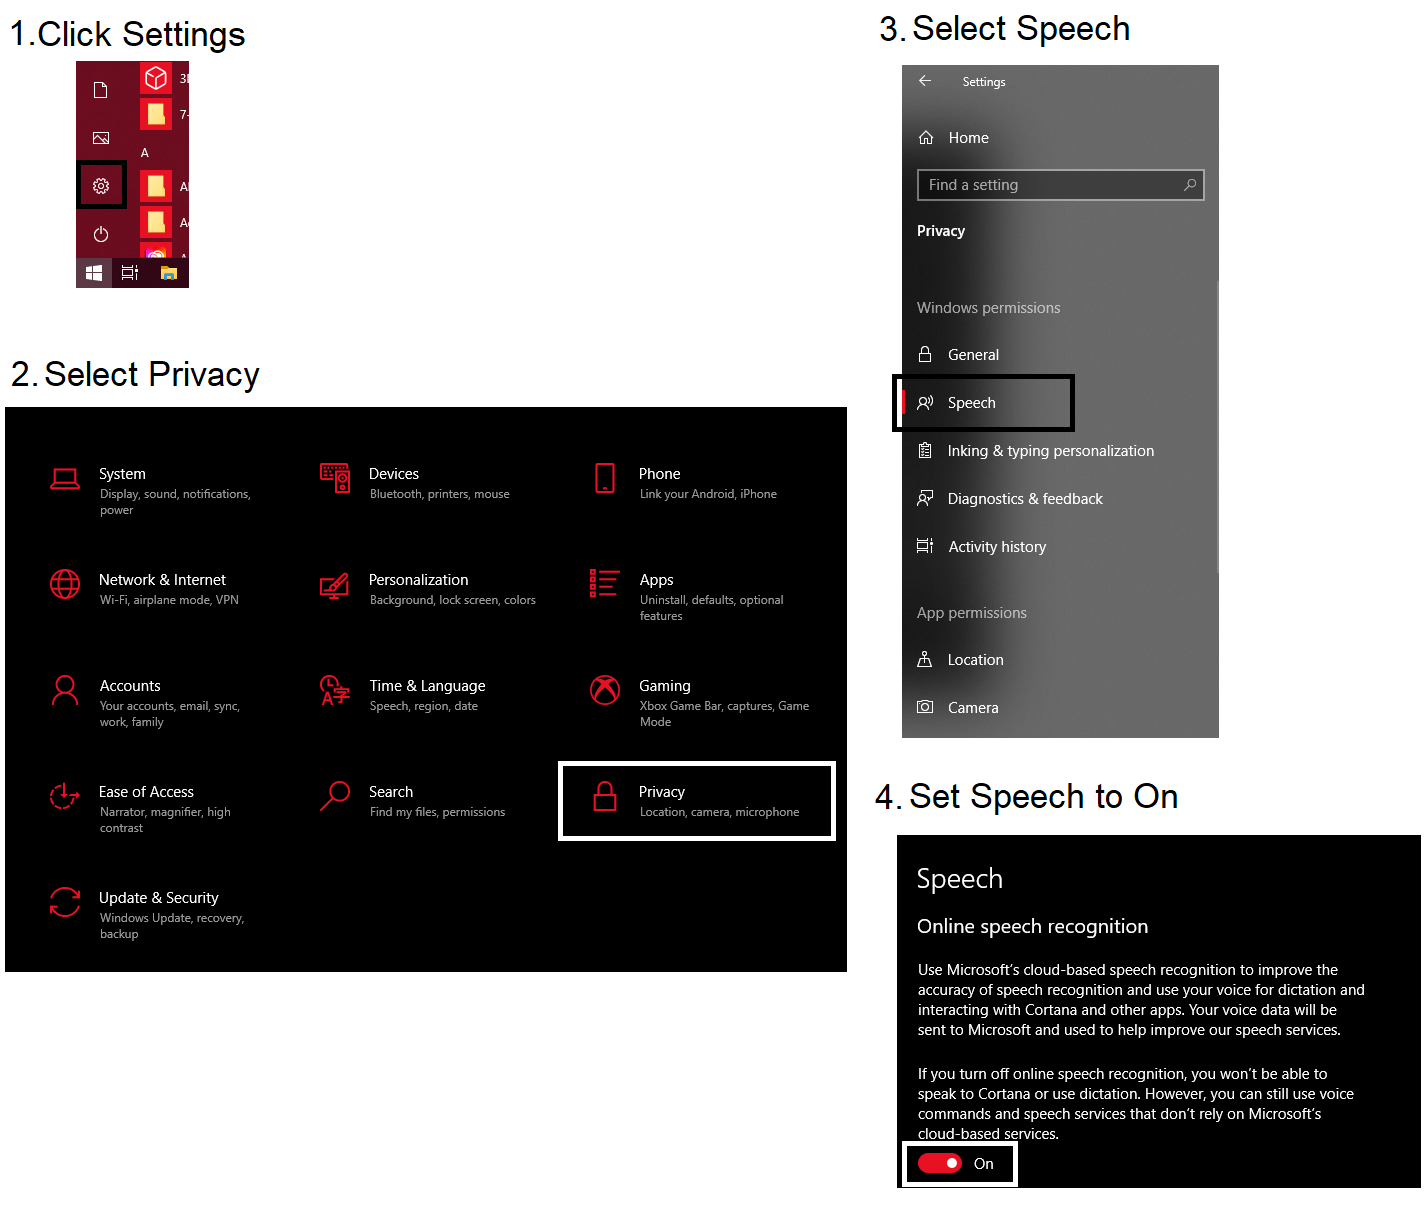 1.Click Settings
3D
7-
A
2. Select Privacy
System
Display, sound, notifications,
power
Devices
Bluetooth, printers, mouse
Phone
Link your Android, iPhone
Network & Internet
Wi-Fi, airplane mode, VPN
Personalization
Background, lock screen, colors
Apps
Uninstall, defaults, optional
features
Accounts
Your accounts, email, sync,
work, family
Time & Language
Speech, region, date
Gaming
Xbox Game Bar, captures, Game
Mode
Ease of Access
Narrator, magnifier, high
contrast
Search
Find my files, permissions
Privacy
Location, camera, microphone
Update & Security
Windows Update, recovery,
backup
3. Select Speech
Settings
Home
Find a setting
Privacy
Windows permissions
General
Speech
Inking & typing personalization
Diagnostics & feedback
Activity history
App permissions
Location
Camera
4. Set Speech to On
Speech
Online speech recognition
Use Microsoft's cloud-based speech recognition to improve the
accuracy of speech recognition and use your voice for dictation and
interacting with Cortana and other apps. Your voice data will be
sent to Microsoft and used to help improve our speech services.
If you turn off online speech recognition, you won't be able to
speak to Cortana or use dictation. However, you can still use voice
commands and speech services that don't rely on Microsoft's
cloud-based services.
On